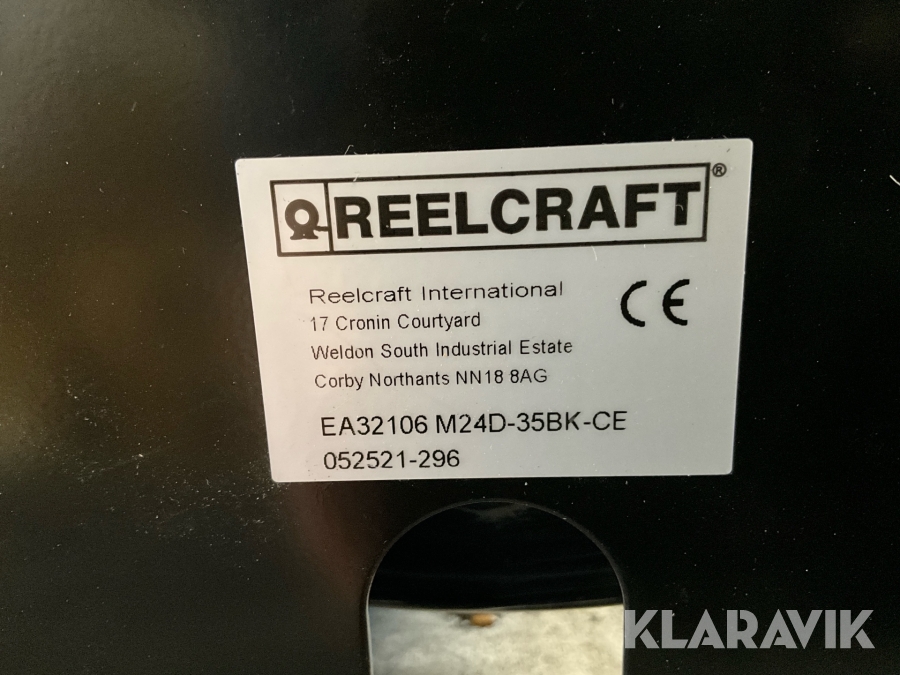 REELCRAFT®
Reelcraft International
17 Cronin Courtyard
Weldon South Industrial Estate
Corby Northants NN18 8AG
CE
EA32106 M24D-35BK-CE
052521-296
KLARAVIK